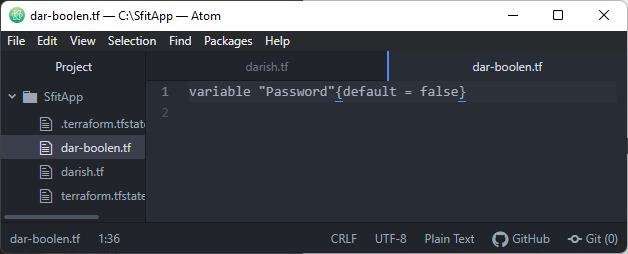 dar-boolen.tf — C:\SfitApp — Atom
File Edit View Selection Find Packages Help
Project
darish.tf
dar-boolen.tf
SfitApp
.terraform.tfstate
dar-boolen.tf
darish.tf
terraform.tfstate
1 variable "Password"{default = false}
2
dar-boolen.tf 1:36 CRLF UTF-8 Plain Text GitHub Git (0)